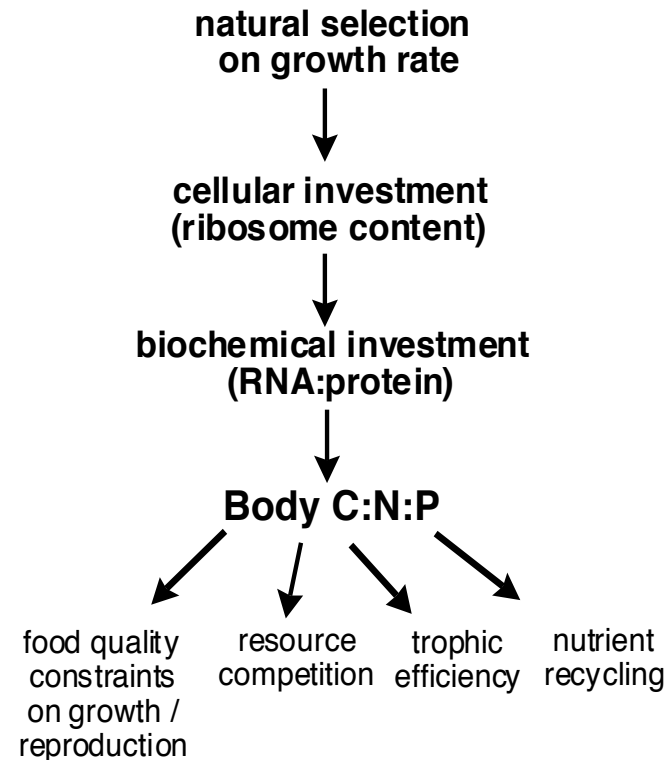 natural selection
on growth rate
cellular investment
(ribosome content)
biochemical investment
(RNA:protein)
Body C:N:P
food quality
constraints
on growth /
reproduction
resource
competition
trophic
efficiency
nutrient
recycling